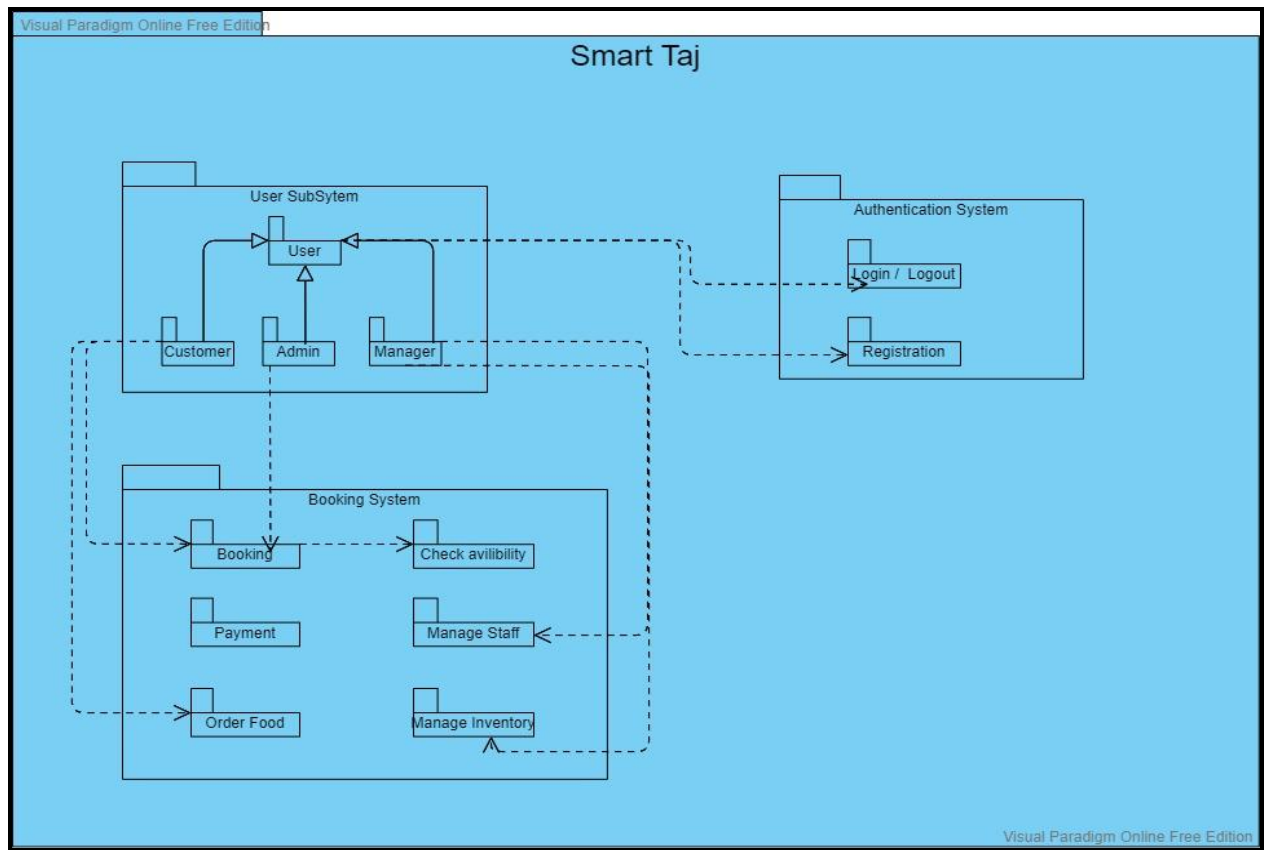 Visual Paradigm Online Free Edition
Smart Taj
User SubSytem
User
Customer
Admin
Manager
Authentication System
Login / Logout
Registration
Booking System
Booking
Check avilibility
Payment
Manage Staff
Order Food
Manage Inventory
Visual Paradigm Online Free Edition